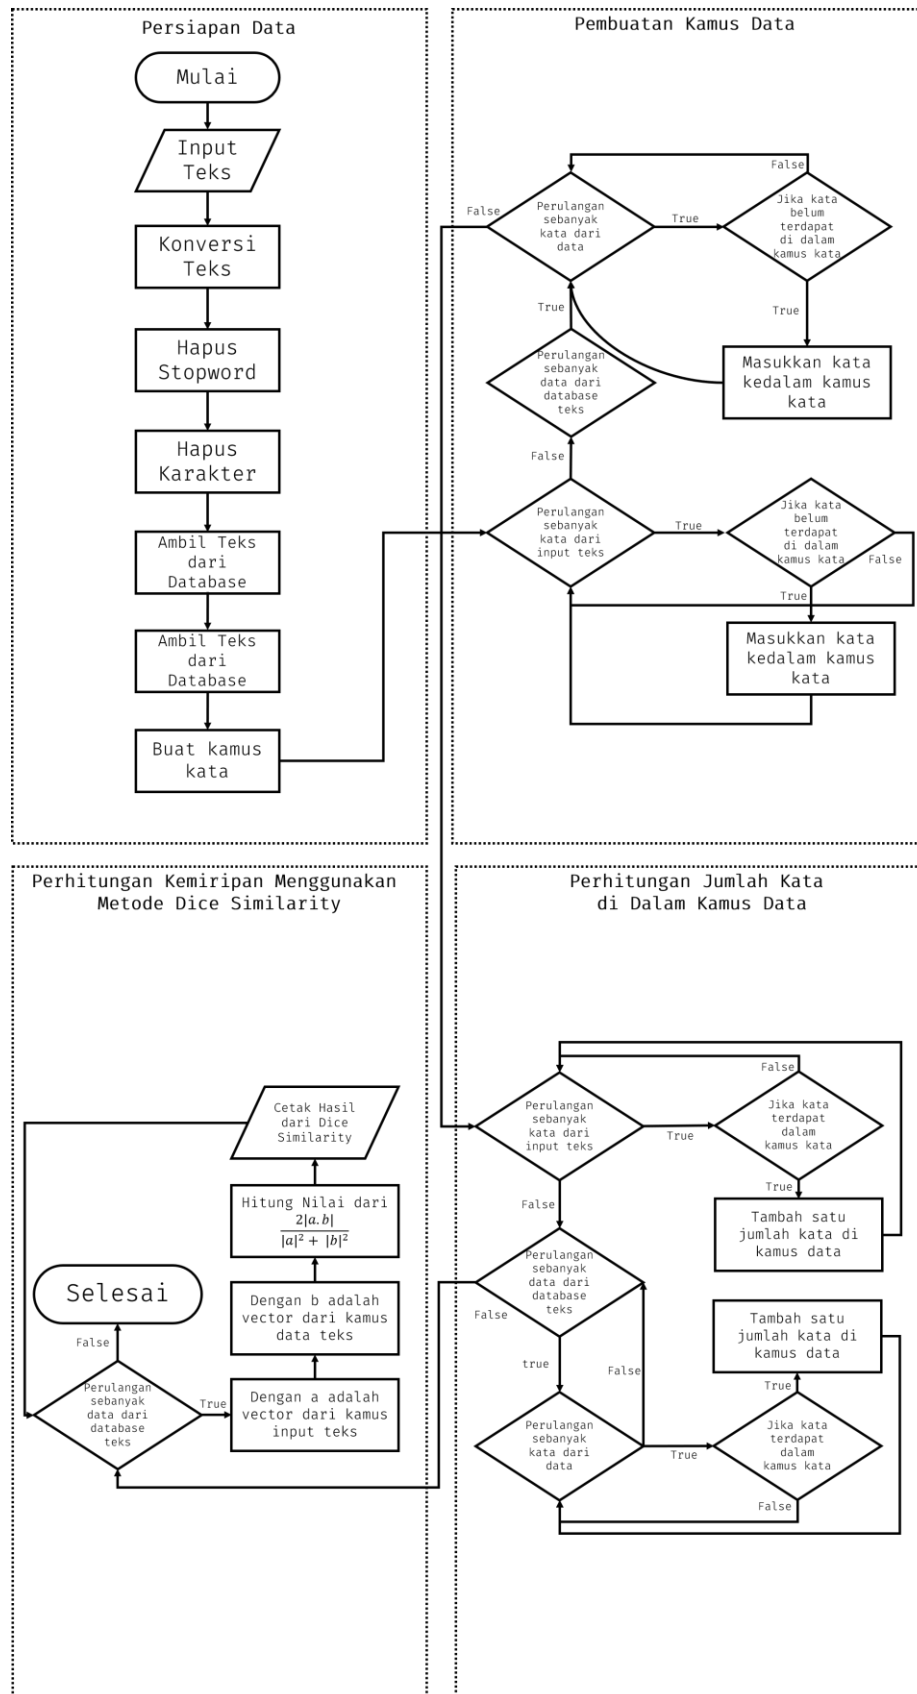 Persiapan Data
Mulai
Input
Teks
Konversi
Teks
Hapus
Stopword
Hapus
Karakter
Ambil Teks
dari
Database
Ambil Teks
dari
Database
Buat kamus
kata
Pembuatan Kamus Data
False
False
Perulangan
sebanyak
kata dari
data
True
Jika kata
belum
terdapat
di dalam
kamus kata
True
True
Masukkan kata
kedalam kamus
kata
Perulangan
sebanyak
data dari
database
teks
False
Perulangan
sebanyak
kata dari
input teks
True
Jika kata
belum
terdapat
di dalam
kamus kata
False
True
Masukkan kata
kedalam kamus
kata
Perhitungan Kemiripan Menggunakan
Metode Dice Similarity
Cetak Hasil
dari Dice
Similarity
Hitung Nilai dari
2|a.b|
|a|² + |b|²
Selesai
Dengan b adalah
vector dari kamus
data teks
False
Perulangan
sebanyak
data dari
database
teks
True
Dengan a adalah
vector dari kamus
input teks
Perhitungan Jumlah Kata
di Dalam Kamus Data
False
Perulangan
sebanyak
kata dari
input teks
True
Jika kata
terdapat
dalam
kamus kata
True
False
Tambah satu
jumlah kata di
kamus data
Perulangan
sebanyak
data dari
database
teks
False
Tambah satu
jumlah kata di
kamus data
true
False
True
Perulangan
sebanyak
kata dari
data
True
Jika kata
terdapat
dalam
kamus kata
False